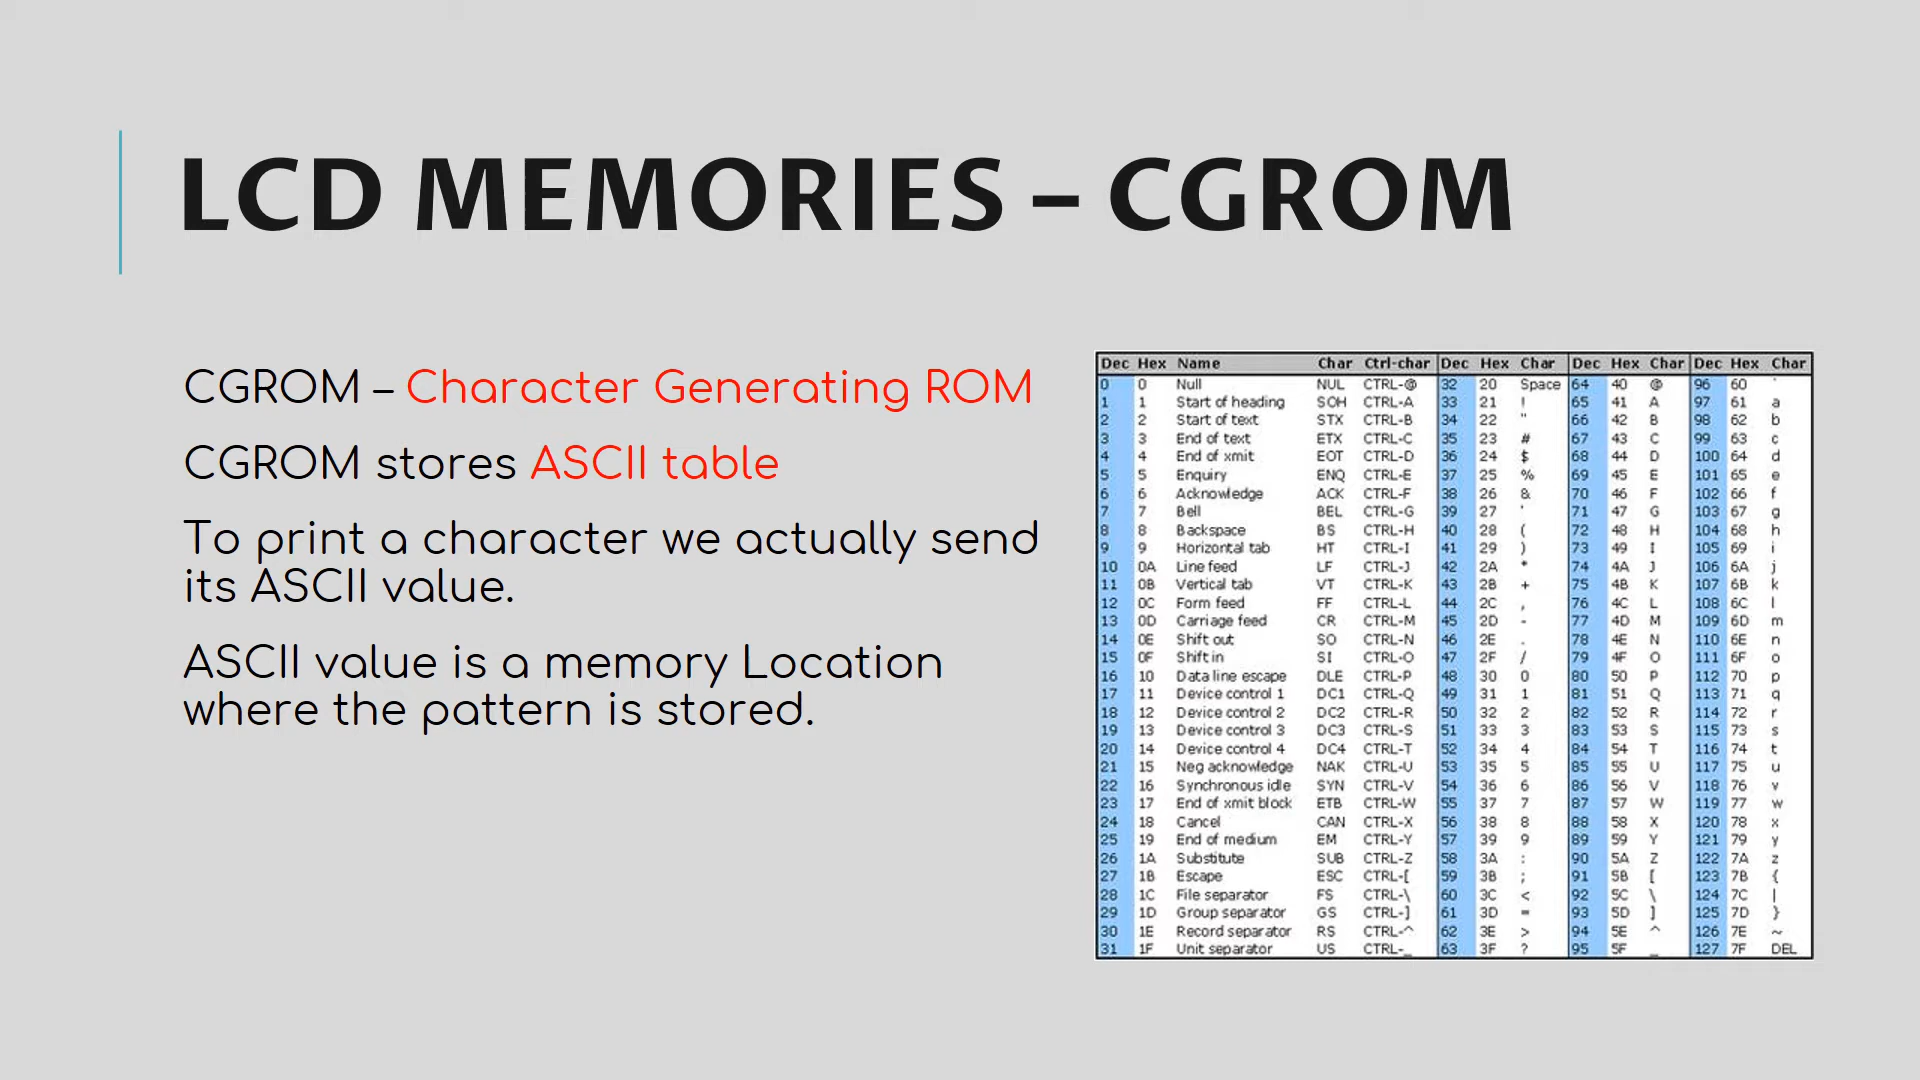 LCD MEMORIES – CGROM
CGROM – Character Generating ROM
CGROM stores ASCII table
To print a character we actually send
its ASCII value.
ASCII value is a memory Location
where the pattern is stored.
Dec Hex Name Char Ctrl-char Dec Hex Char Dec Hex Char Dec Hex Char
0 0 Null NUL CTRL-@ 32 20 Space 64 40 @ 96 60 `
1 1 Start of heading SOH CTRL-A 33 21 ! 65 41 A 97 61 a
2 2 Start of text STX CTRL-B 34 22 " 66 42 B 98 62 b
3 3 End of text ETX CTRL-C 35 23 # 67 43 C 99 63 c
4 4 End of xmit EOT CTRL-D 36 24 $ 68 44 D 100 64 d
5 5 Enquiry ENQ CTRL-E 37 25 % 69 45 E 101 65 e
6 6 Acknowledge ACK CTRL-F 38 26 & 70 46 F 102 66 f
7 7 Bell BEL CTRL-G 39 27 ' 71 47 G 103 67 g
8 8 Backspace BS CTRL-H 40 28 ( 72 48 H 104 68 h
9 9 Horizontal tab HT CTRL-I 41 29 ) 73 49 I 105 69 i
10 0A Line feed LF CTRL-J 42 2A * 74 4A J 106 6A j
11 0B Vertical tab VT CTRL-K 43 2B + 75 4B K 107 6B k
12 0C Form feed FF CTRL-L 44 2C , 76 4C L 108 6C l
13 0D Carriage feed CR CTRL-M 45 2D - 77 4D M 109 6D m
14 0E Shift out SO CTRL-N 46 2E . 78 4E N 110 6E n
15 0F Shift in SI CTRL-O 47 2F / 79 4F O 111 6F o
16 10 Data line escape DLE CTRL-P 48 30 0 80 50 P 112 70 p
17 11 Device control 1 DC1 CTRL-Q 49 31 1 81 51 Q 113 71 q
18 12 Device control 2 DC2 CTRL-R 50 32 2 82 52 R 114 72 r
19 13 Device control 3 DC3 CTRL-S 51 33 3 83 53 S 115 73 s
20 14 Device control 4 DC4 CTRL-T 52 34 4 84 54 T 116 74 t
21 15 Neg acknowledge NAK CTRL-U 53 35 5 85 55 U 117 75 u
22 16 Synchronous idle SYN CTRL-V 54 36 6 86 56 V 118 76 v
23 17 End of xmit block ETB CTRL-W 55 37 7 87 57 W 119 77 w
24 18 Cancel CAN CTRL-X 56 38 8 88 58 X 120 78 x
25 19 End of medium EM CTRL-Y 57 39 9 89 59 Y 121 79 y
26 1A Substitute SUB CTRL-Z 58 3A : 90 5A Z 122 7A z
27 1B Escape ESC CTRL-[ 59 3B ; 91 5B [ 123 7B {
28 1C File separator FS CTRL-\ 60 3C < 92 5C \ 124 7C |
29 1D Group separator GS CTRL-] 61 3D = 93 5D ] 125 7D }
30 1E Record separator RS CTRL-^ 62 3E > 94 5E ^ 126 7E ~
31 1F Unit separator US CTRL-_ 63 3F ? 95 5F _ 127 7F DEL